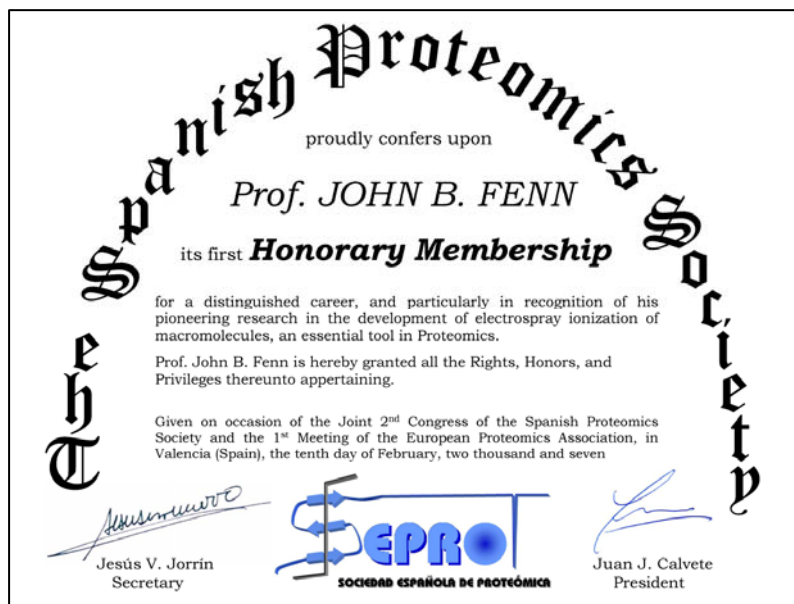 The Spanish Proteomics Society
proudly confers upon
Prof. JOHN B. FENN
its first Honorary Membership
for a distinguished career, and particularly in recognition of his
pioneering research in the development of electrospray ionization of
macromolecules, an essential tool in Proteomics.
Prof. John B. Fenn is hereby granted all the Rights, Honors, and
Privileges thereunto appertaining.
Given on occasion of the Joint 2nd Congress of the Spanish Proteomics
Society and the 1st Meeting of the European Proteomics Association, in
Valencia (Spain), the tenth day of February, two thousand and seven
SEPROT
SOCIEDAD ESPAÑOLA DE PROTEÓMICA
Jesús V. Jorrín
Secretary
Juan J. Calvete
President